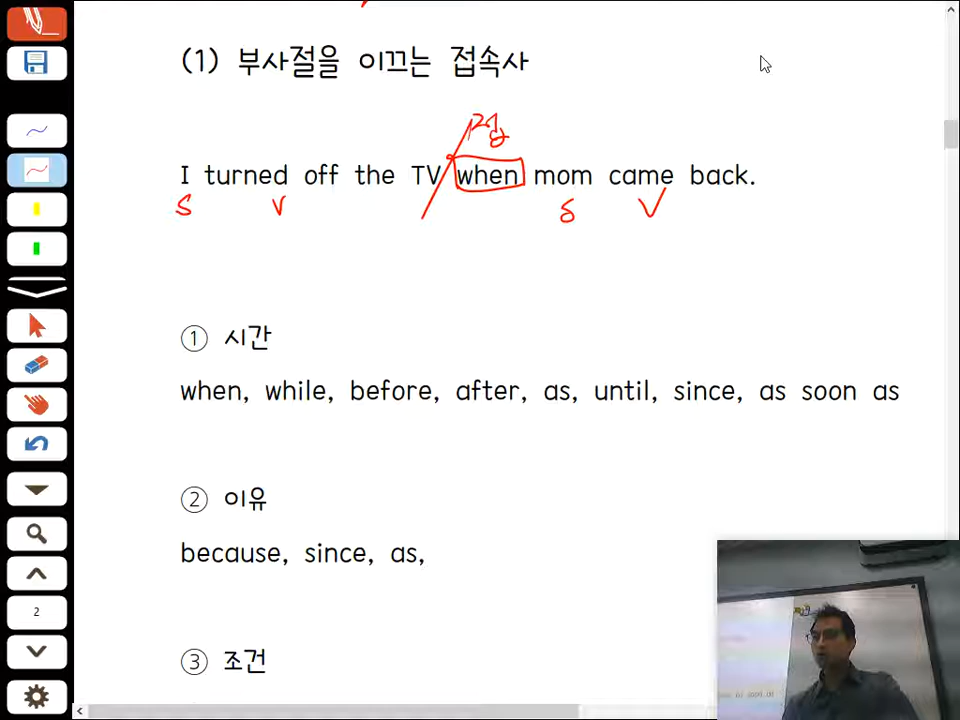 (1) 부사절을 이끄는 접속사
I turned off the TV when mom came back.
S V S V
① 시간
when, while, before, after, as, until, since, as soon as
② 이유
because, since, as,
2
③ 조건